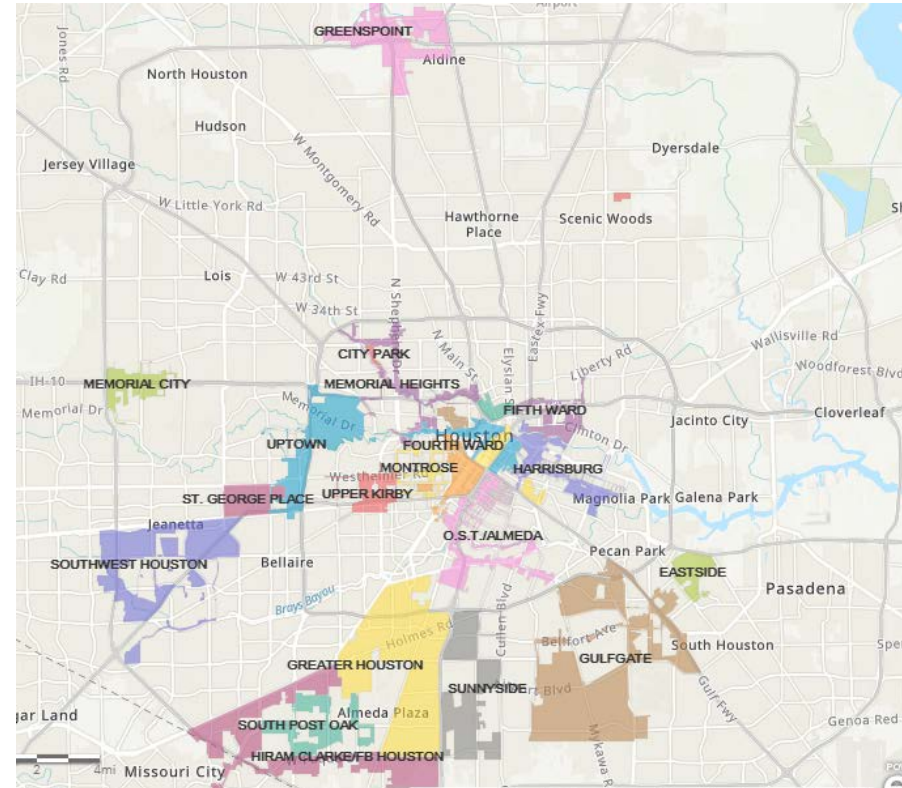 Airport
GREENSPOINT
Aldine
Jones Rd
North Houston
Hudson
W Montgomery Rd
Dyersdale
Jersey Village
W Little York Rd
Hawthorne
Place
Scenic Woods
Clay Rd
Lois
W 43rd St
N Shepherd Dr
W 34th St
N Main St
Elysian S
Eastex Fwy
Wallisville Rd
CITY PARK
Liberty Rd
Woodforest Blvd
IH-10
MEMORIAL CITY
MEMORIAL HEIGHTS
Memorial Dr
Memorial Dr
FIFTH WARD
Cloverleaf
Jacinto City
Clinton Dr
UPTOWN
Houston
FOURTH WARD
MONTROSE
Westheimer Rd
HARRISBURG
ST. GEORGE PLACE
UPPER KIRBY
Magnolia Park
Galena Park
Jeanetta
O.S.T./ALMEDA
Pecan Park
SOUTHWEST HOUSTON
Bellaire
EASTSIDE
Pasadena
Brays Bayou
Cullen Blvd
Holmes Rd
Bellfort Ave
South Houston
GULFGATE
GREATER HOUSTON
SUNNYSIDE
Gulf Fwy
gar Land
SOUTH POST OAK
Almeda Plaza
Genoa Red
Mykawa R
HIRAM CLARKE/FB HOUSTON
2
4mi
Missouri City